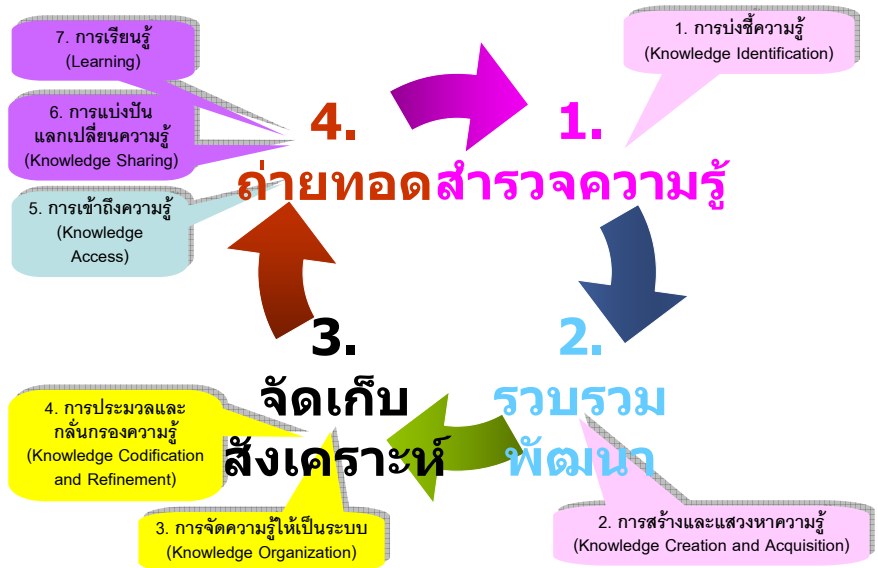 7. การเรียนรู้
(Learning)
1. การบ่งชี้ความรู้
(Knowledge Identification)
6. การแบ่งปัน
แลกเปลี่ยนความรู้
(Knowledge Sharing)
4.
ถ่ายทอด
1.
สำรวจความรู้
5. การเข้าถึงความรู้
(Knowledge
Access)
3.
จัดเก็บ
สังเคราะห์
2.
รวบรวม
พัฒนา
4. การประมวลและ
กลั่นกรองความรู้
(Knowledge Codification
and Refinement)
3. การจัดความรู้ให้เป็นระบบ
(Knowledge Organization)
2. การสร้างและแสวงหาความรู้
(Knowledge Creation and Acquisition)